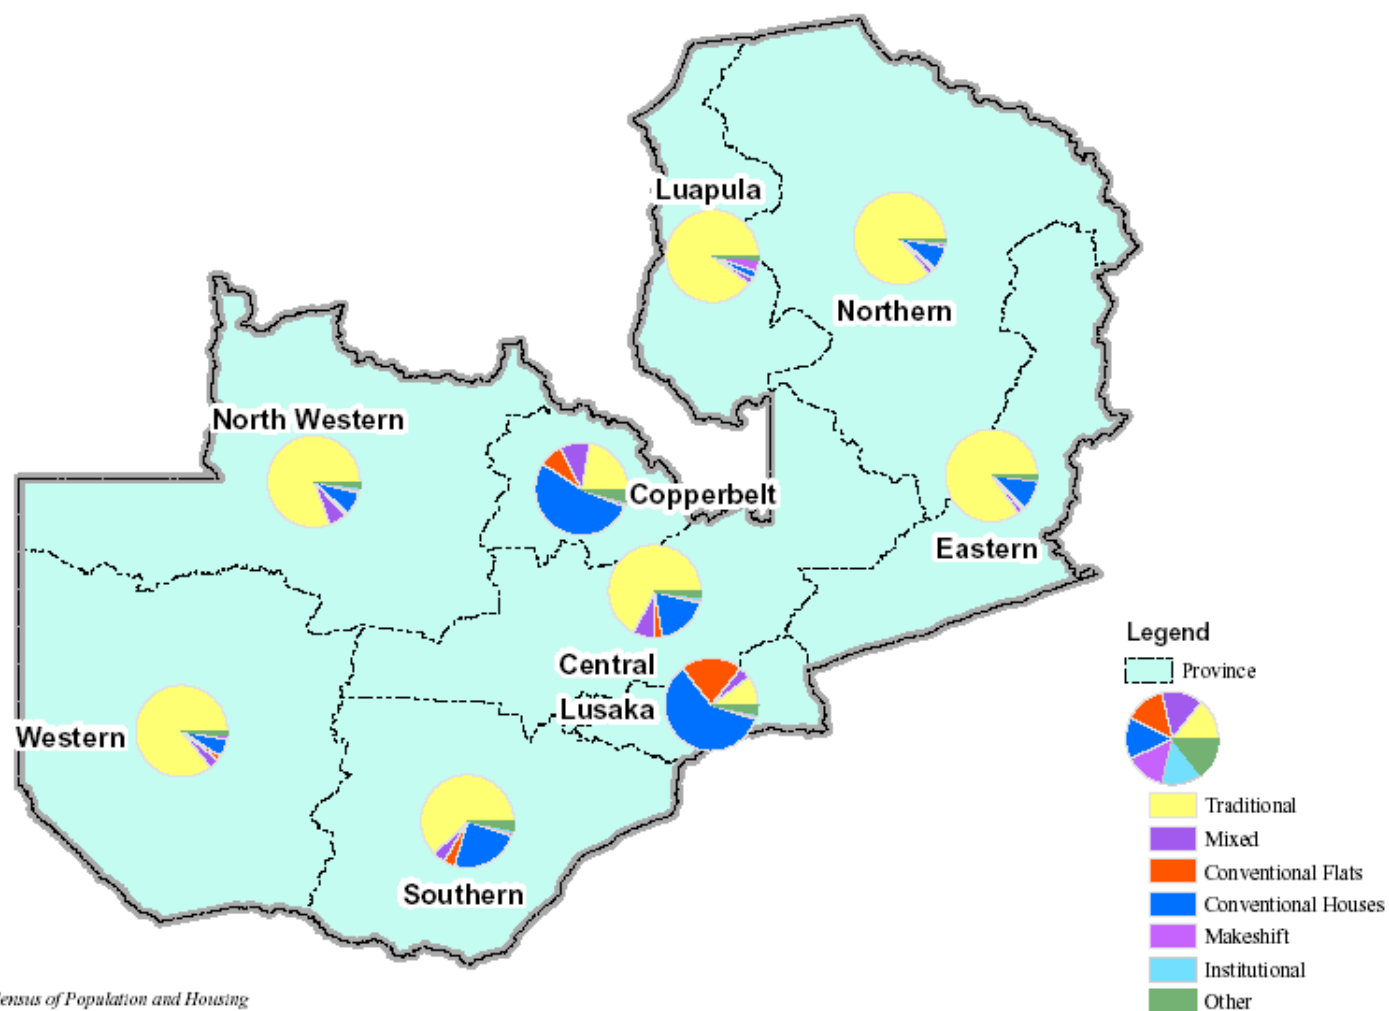 Luapula
Northern
North Western
Copperbelt
Eastern
Central
Lusaka
Western
Southern
Legend
Province
Traditional
Mixed
Conventional Flats
Conventional Houses
Makeshift
Institutional
Other
of Population and Housing